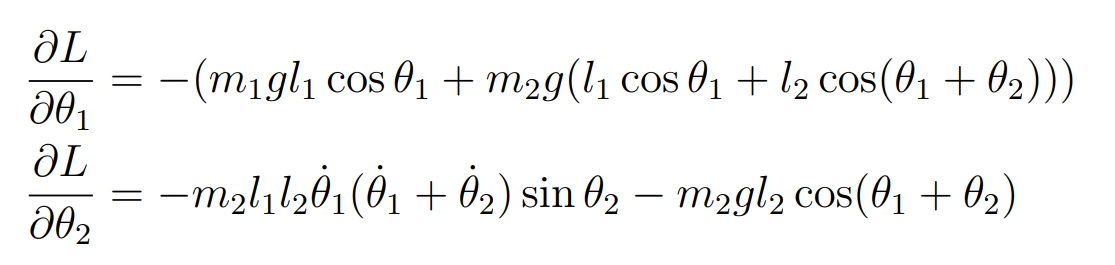 ∂L/∂θ₁ = −(m₁gl₁ cos θ₁ + m₂g(l₁ cos θ₁ + l₂ cos(θ₁ + θ₂)))
∂L/∂θ₂ = −m₂l₁l₂θ̇₁(θ̇₁ + θ̇₂) sin θ₂ − m₂gl₂ cos(θ₁ + θ₂)